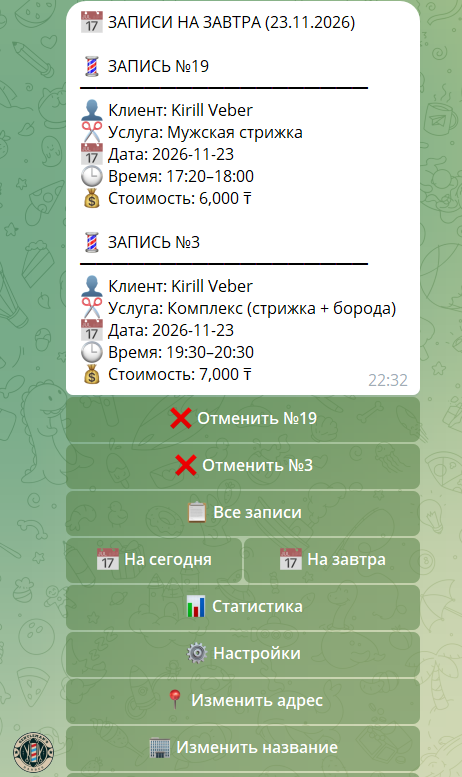 ЗАПИСИ НА ЗАВТРА (23.11.2026)
ЗАПИСЬ №19
Клиент: Kirill Veber
Услуга: Мужская стрижка
Дата: 2026-11-23
Время: 17:20–18:00
Стоимость: 6,000 ₸
ЗАПИСЬ №3
Клиент: Kirill Veber
Услуга: Комплекс (стрижка + борода)
Дата: 2026-11-23
Время: 19:30–20:30
Стоимость: 7,000 ₸
22:32
Отменить №19
Отменить №3
Все записи
На сегодня
На завтра
Статистика
Настройки
Изменить адрес
Изменить название